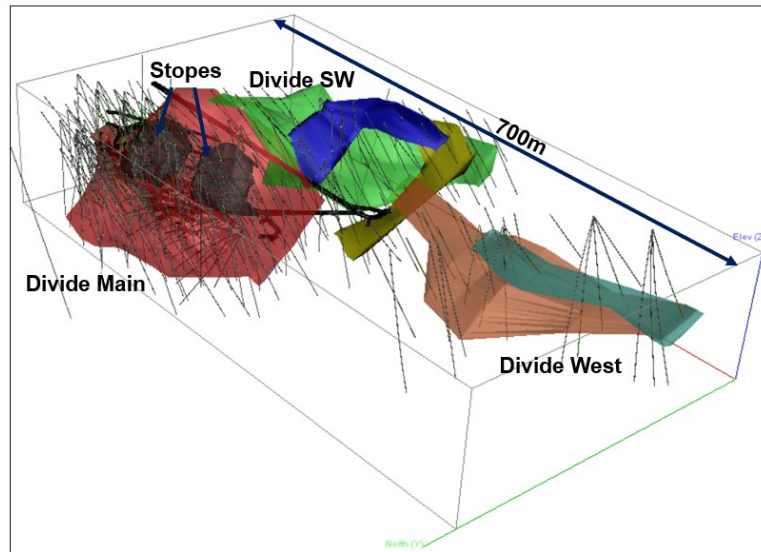 Stopes
Divide SW
700m
Elev (Z
Divide Main
Divide West
North (Y)